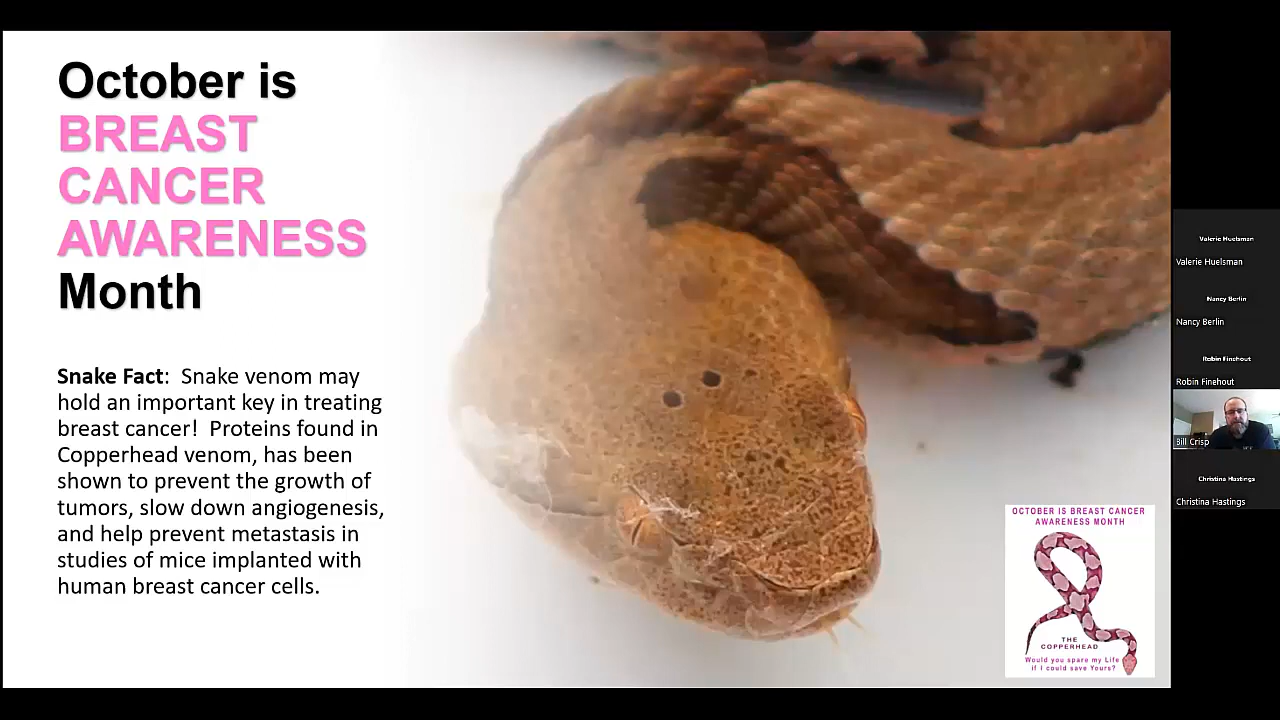 October is
BREAST
CANCER
AWARENESS
Month
Snake Fact:  Snake venom may
hold an important key in treating
breast cancer!  Proteins found in
Copperhead venom, has been
shown to prevent the growth of
tumors, slow down angiogenesis,
and help prevent metastasis in
studies of mice implanted with
human breast cancer cells.
OCTOBER IS BREAST CANCER
AWARENESS MONTH
THE
COPPERHEAD
Would you spare my Life
if I could save Yours?
Valerie Huelsman
Valerie Huelsman
Nancy Berlin
Nancy Berlin
Robin Finehout
Robin Finehout
Bill Crisp
Christina Hastings
Christina Hastings